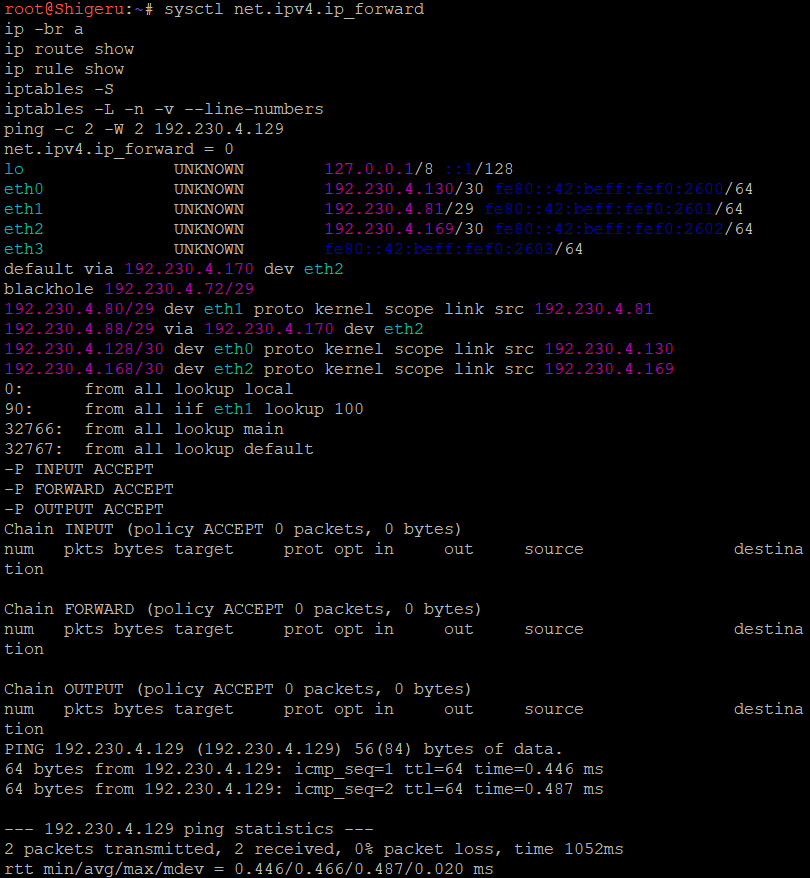 root@Shigeru:~# sysctl net.ipv4.ip_forward
ip -br a
ip route show
ip rule show
iptables -S
iptables -L -n -v --line-numbers
ping -c 2 -W 2 192.230.4.129
net.ipv4.ip_forward = 0
lo               UNKNOWN        127.0.0.1/8 ::1/128
eth0             UNKNOWN        192.230.4.130/30 fe80::42:beff:fef0:2600/64
eth1             UNKNOWN        192.230.4.81/29 fe80::42:beff:fef0:2601/64
eth2             UNKNOWN        192.230.4.169/30 fe80::42:beff:fef0:2602/64
eth3             UNKNOWN        fe80::42:beff:fef0:2603/64
default via 192.230.4.170 dev eth2
blackhole 192.230.4.72/29
192.230.4.80/29 dev eth1 proto kernel scope link src 192.230.4.81
192.230.4.88/29 via 192.230.4.170 dev eth2
192.230.4.128/30 dev eth0 proto kernel scope link src 192.230.4.130
192.230.4.168/30 dev eth2 proto kernel scope link src 192.230.4.169
0:      from all lookup local
90:     from all iif eth1 lookup 100
32766:  from all lookup main
32767:  from all lookup default
-P INPUT ACCEPT
-P FORWARD ACCEPT
-P OUTPUT ACCEPT
Chain INPUT (policy ACCEPT 0 packets, 0 bytes)
num   pkts bytes target     prot opt in     out     source               destina
tion
Chain FORWARD (policy ACCEPT 0 packets, 0 bytes)
num   pkts bytes target     prot opt in     out     source               destina
tion
Chain OUTPUT (policy ACCEPT 0 packets, 0 bytes)
num   pkts bytes target     prot opt in     out     source               destina
tion
PING 192.230.4.129 (192.230.4.129) 56(84) bytes of data.
64 bytes from 192.230.4.129: icmp_seq=1 ttl=64 time=0.446 ms
64 bytes from 192.230.4.129: icmp_seq=2 ttl=64 time=0.487 ms
--- 192.230.4.129 ping statistics ---
2 packets transmitted, 2 received, 0% packet loss, time 1052ms
rtt min/avg/max/mdev = 0.446/0.466/0.487/0.020 ms